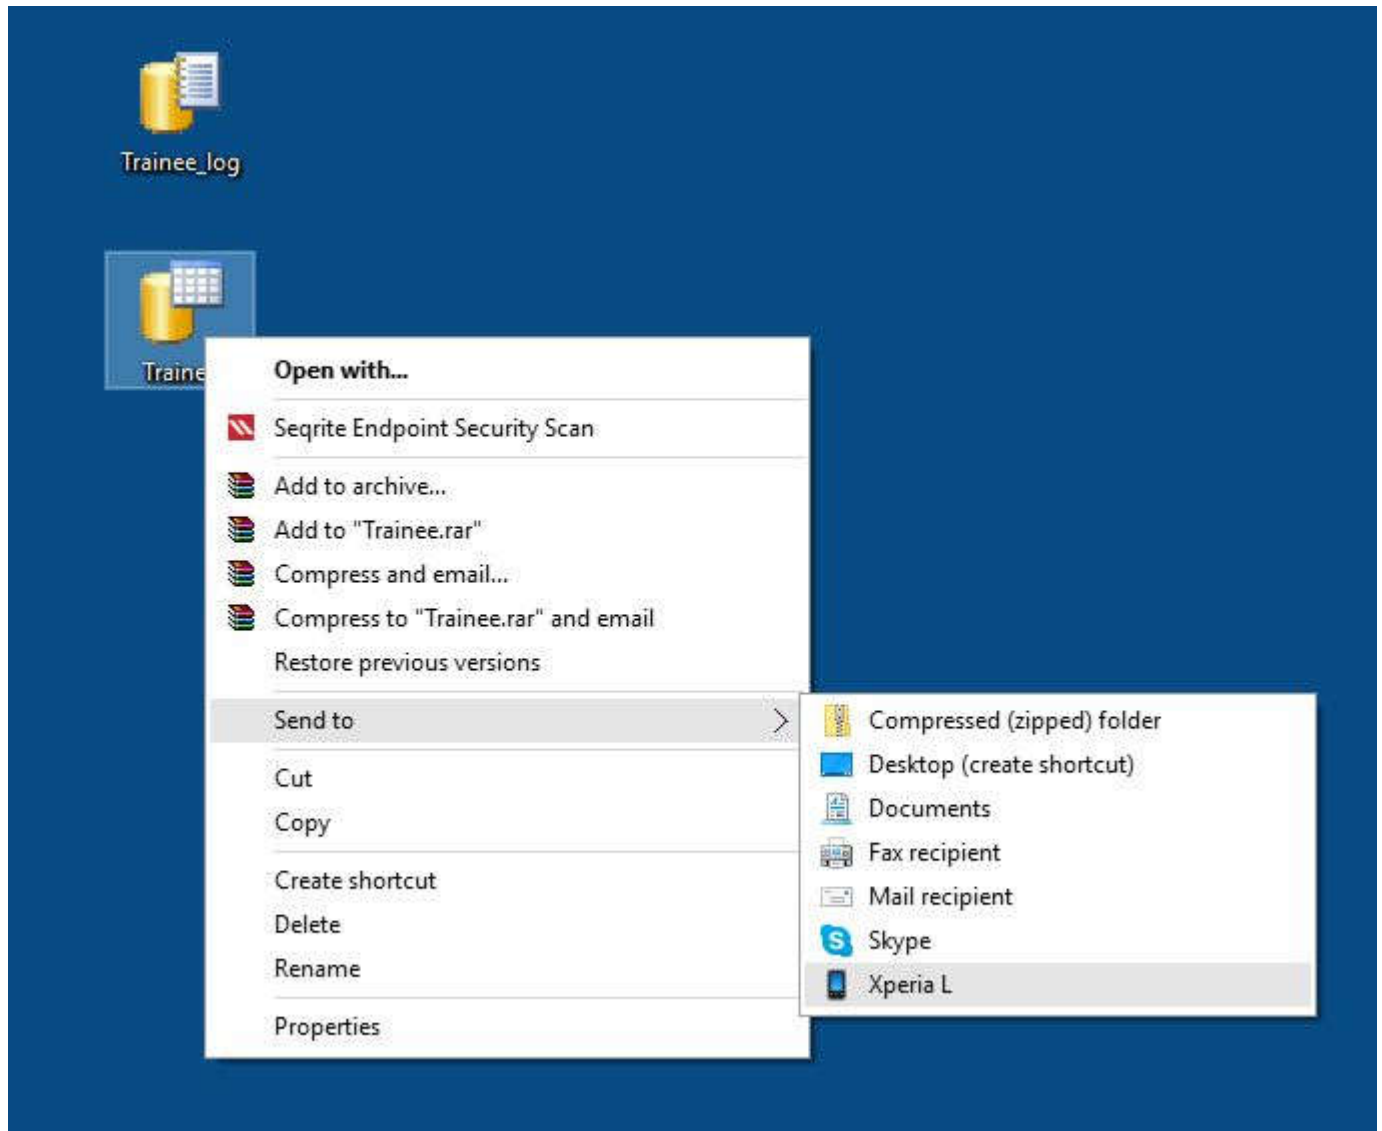 Trainee_log
Traine
Open with...
Seqrite Endpoint Security Scan
Add to archive...
Add to "Trainee.rar"
Compress and email...
Compress to "Trainee.rar" and email
Restore previous versions
Send to
Cut
Copy
Create shortcut
Delete
Rename
Properties
Compressed (zipped) folder
Desktop (create shortcut)
Documents
Fax recipient
Mail recipient
Skype
Xperia L